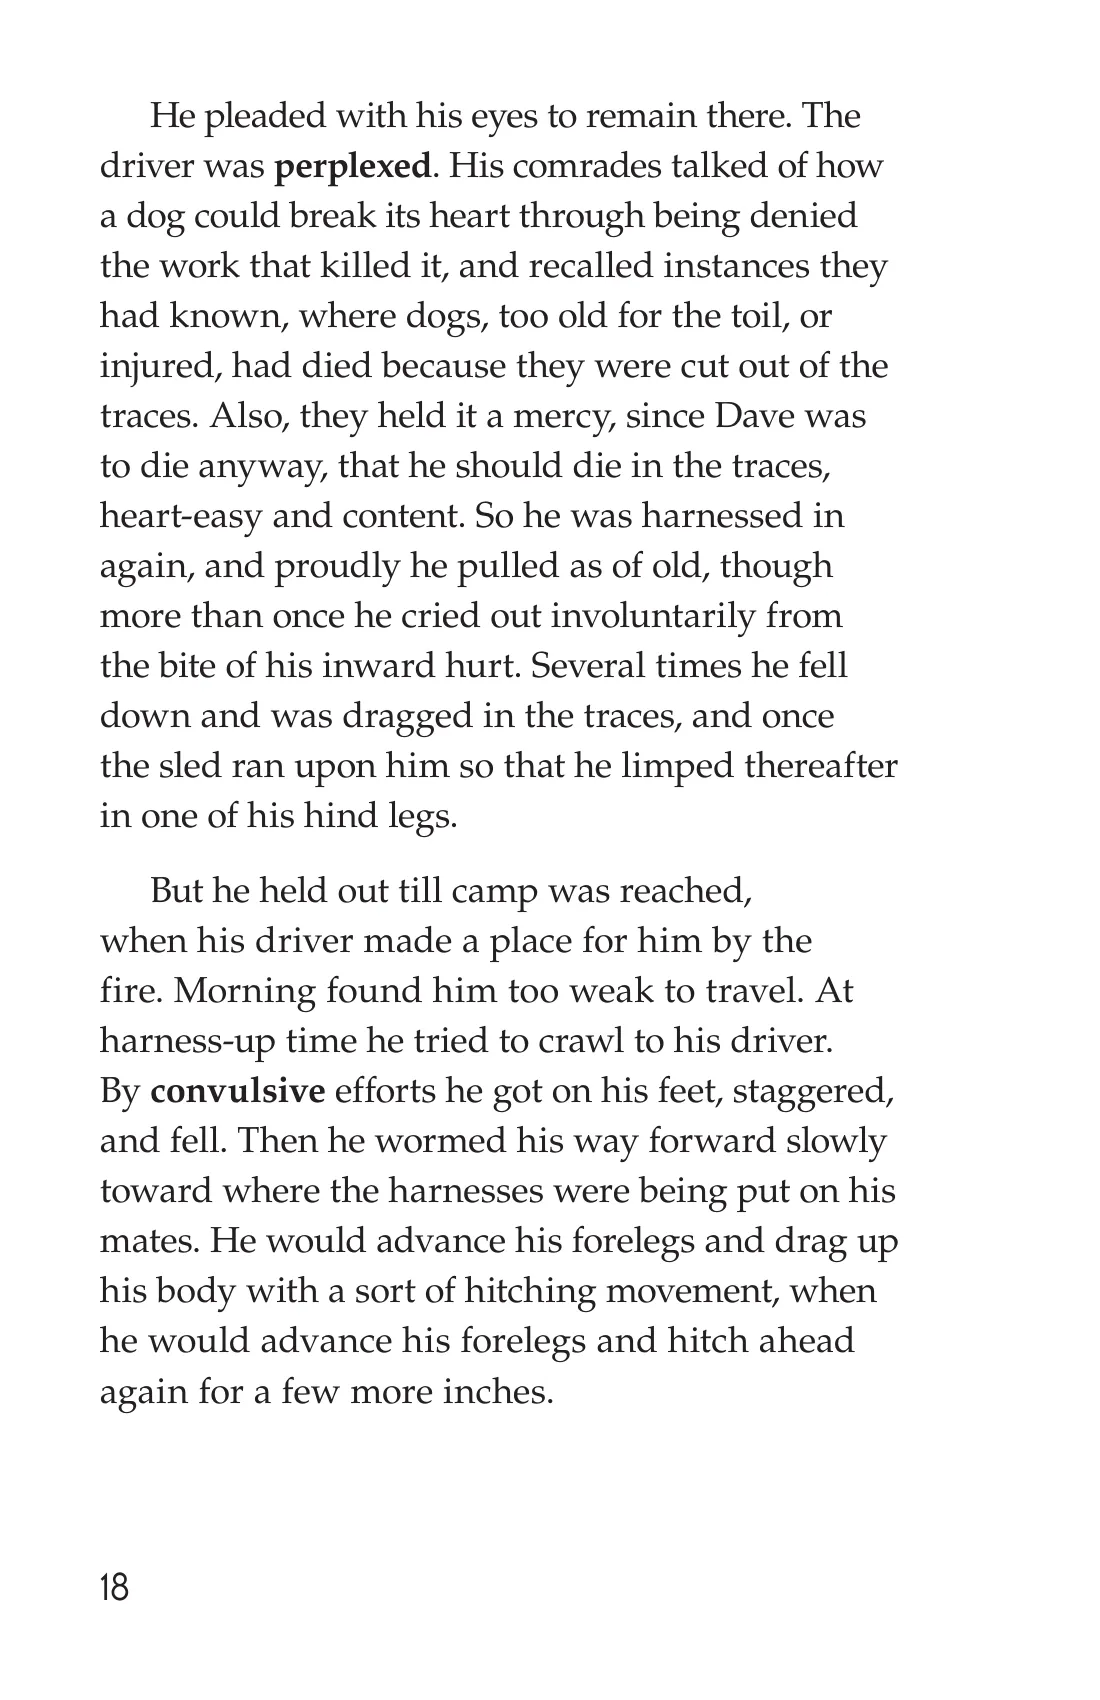 He pleaded with his eyes to remain there. The
driver was perplexed. His comrades talked of how
a dog could break its heart through being denied
the work that killed it, and recalled instances they
had known, where dogs, too old for the toil, or
injured, had died because they were cut out of the
traces. Also, they held it a mercy, since Dave was
to die anyway, that he should die in the traces,
heart-easy and content. So he was harnessed in
again, and proudly he pulled as of old, though
more than once he cried out involuntarily from
the bite of his inward hurt. Several times he fell
down and was dragged in the traces, and once
the sled ran upon him so that he limped thereafter
in one of his hind legs.
But he held out till camp was reached,
when his driver made a place for him by the
fire. Morning found him too weak to travel. At
harness-up time he tried to crawl to his driver.
By convulsive efforts he got on his feet, staggered,
and fell. Then he wormed his way forward slowly
toward where the harnesses were being put on his
mates. He would advance his forelegs and drag up
his body with a sort of hitching movement, when
he would advance his forelegs and hitch ahead
again for a few more inches.
18